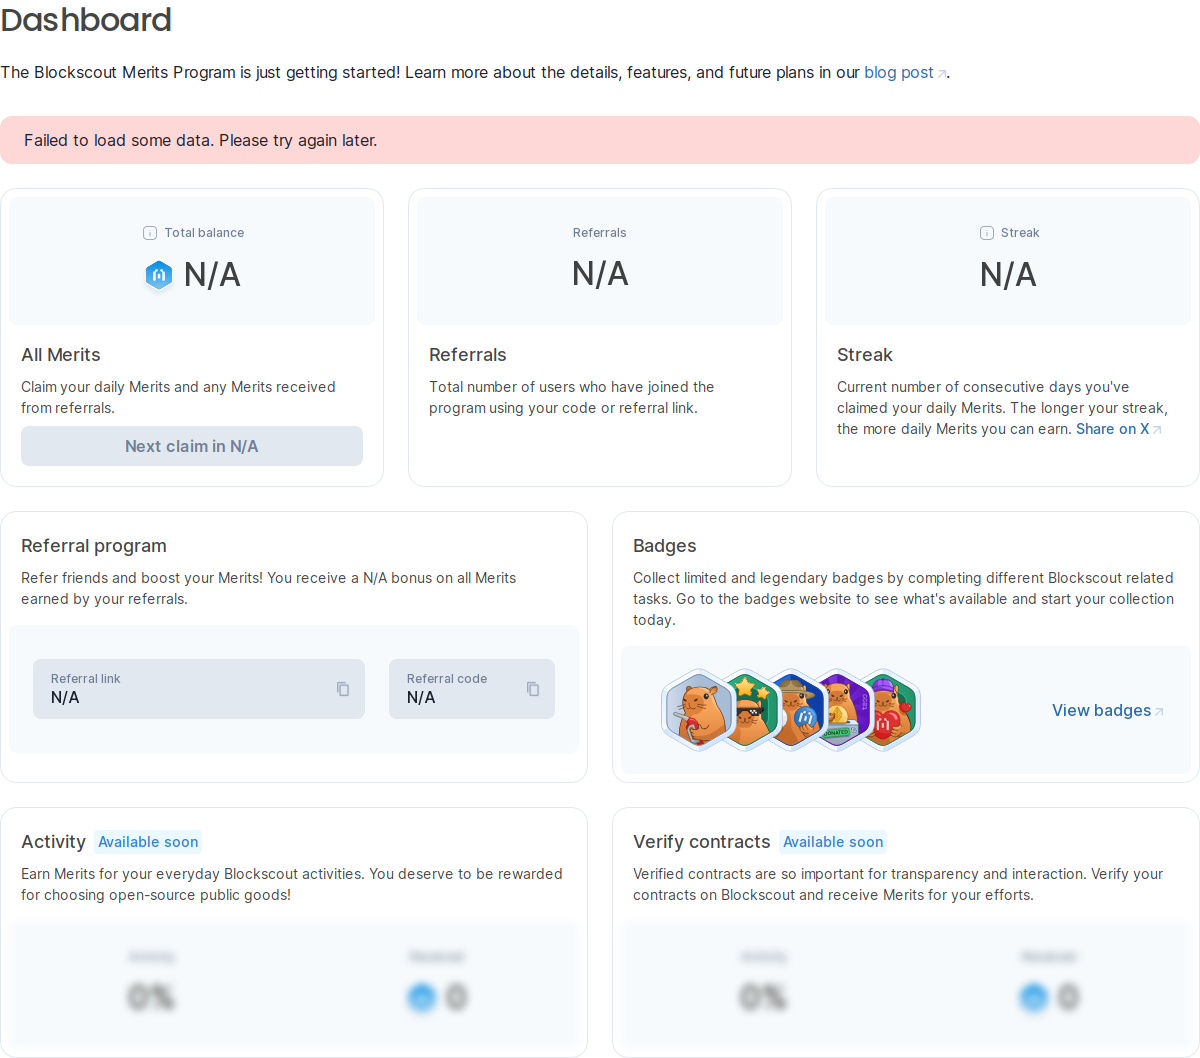 Dashboard
The Blockscout Merits Program is just getting started! Learn more about the details, features, and future plans in our blog post.
Failed to load some data. Please try again later.
Total balance
N/A
All Merits
Claim your daily Merits and any Merits received
from referrals.
Next claim in N/A
Referrals
N/A
Referrals
Total number of users who have joined the
program using your code or referral link.
Streak
N/A
Streak
Current number of consecutive days you've
claimed your daily Merits. The longer your streak,
the more daily Merits you can earn. Share on X
Referral program
Refer friends and boost your Merits! You receive a N/A bonus on all Merits
earned by your referrals.
Referral link
N/A
Referral code
N/A
Badges
Collect limited and legendary badges by completing different Blockscout related
tasks. Go to the badges website to see what's available and start your collection
today.
View badges
Activity Available soon
Earn Merits for your everyday Blockscout activities. You deserve to be rewarded
for choosing open-source public goods!
Activity
0%
Received
0
Verify contracts Available soon
Verified contracts are so important for transparency and interaction. Verify your
contracts on Blockscout and receive Merits for your efforts.
Activity
0%
Received
0